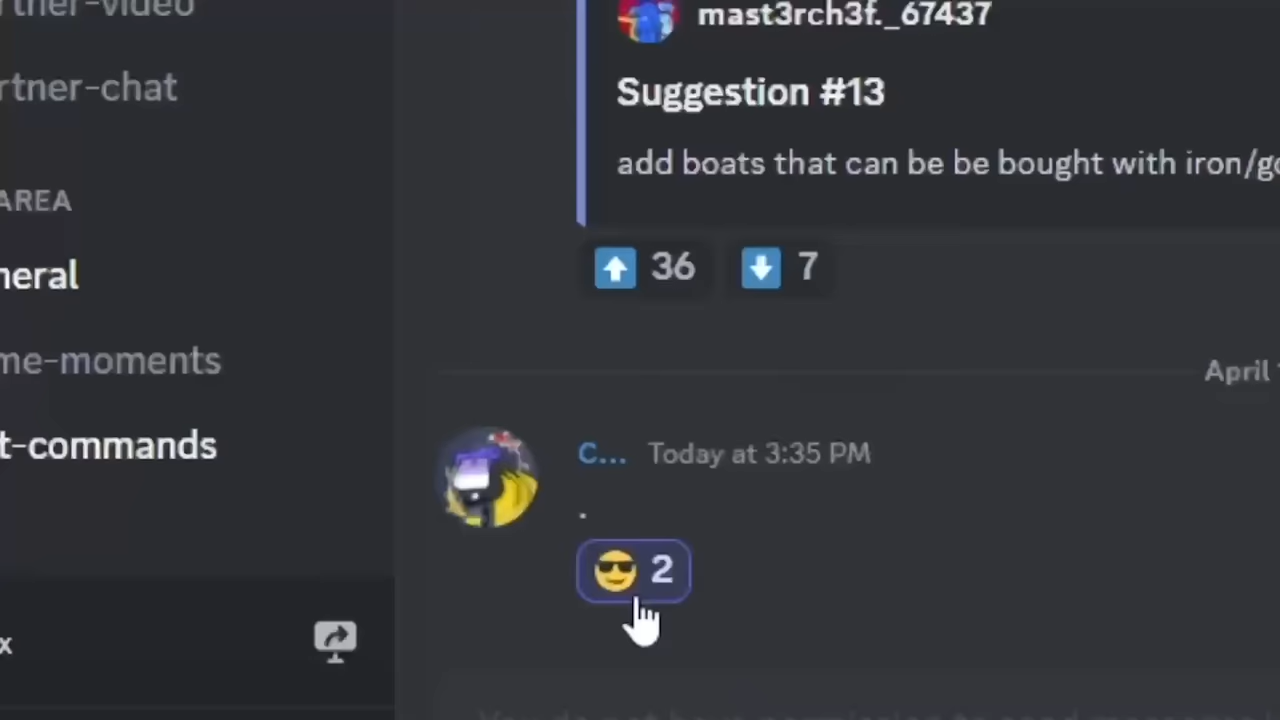 rtner-video
rtner-chat
AREA
neral
me-moments
t-commands
x
mast3rch3f._67437
Suggestion #13
add boats that can be be bought with iron/go
36 7
April
C... Today at 3:35 PM
.
2